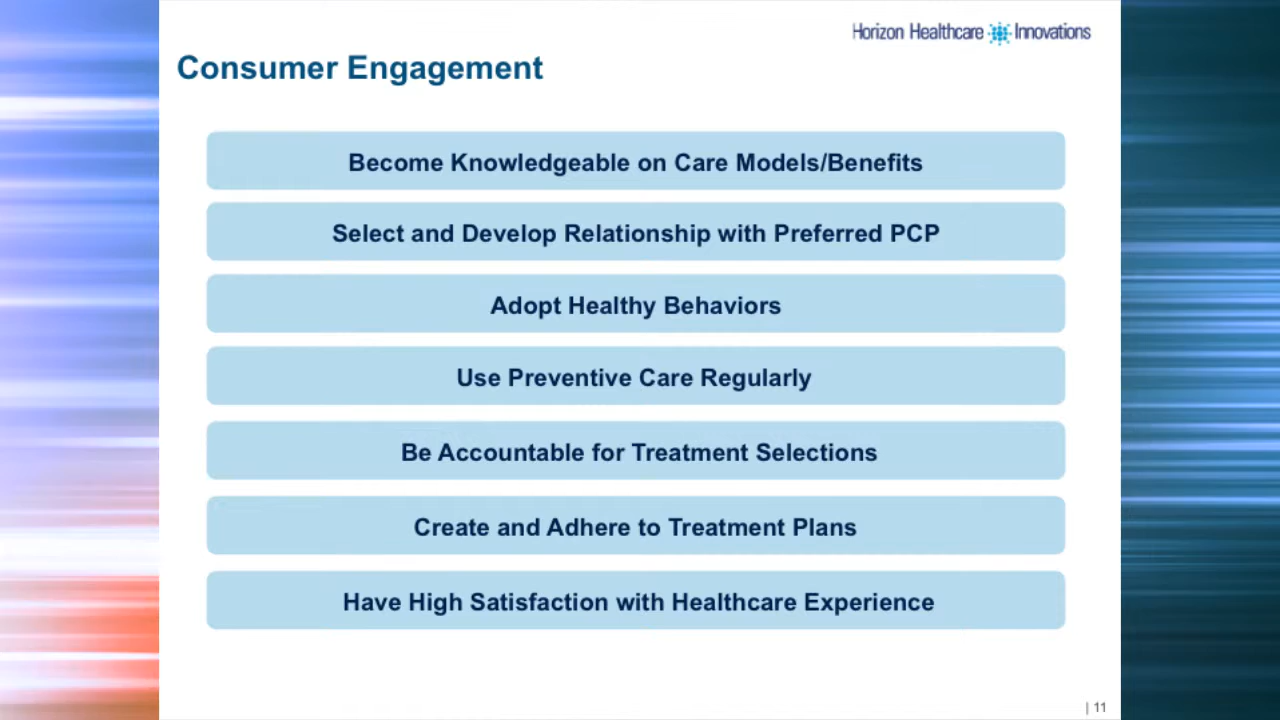 Horizon Healthcare Innovations
Consumer Engagement
Become Knowledgeable on Care Models/Benefits
Select and Develop Relationship with Preferred PCP
Adopt Healthy Behaviors
Use Preventive Care Regularly
Be Accountable for Treatment Selections
Create and Adhere to Treatment Plans
Have High Satisfaction with Healthcare Experience
| 11